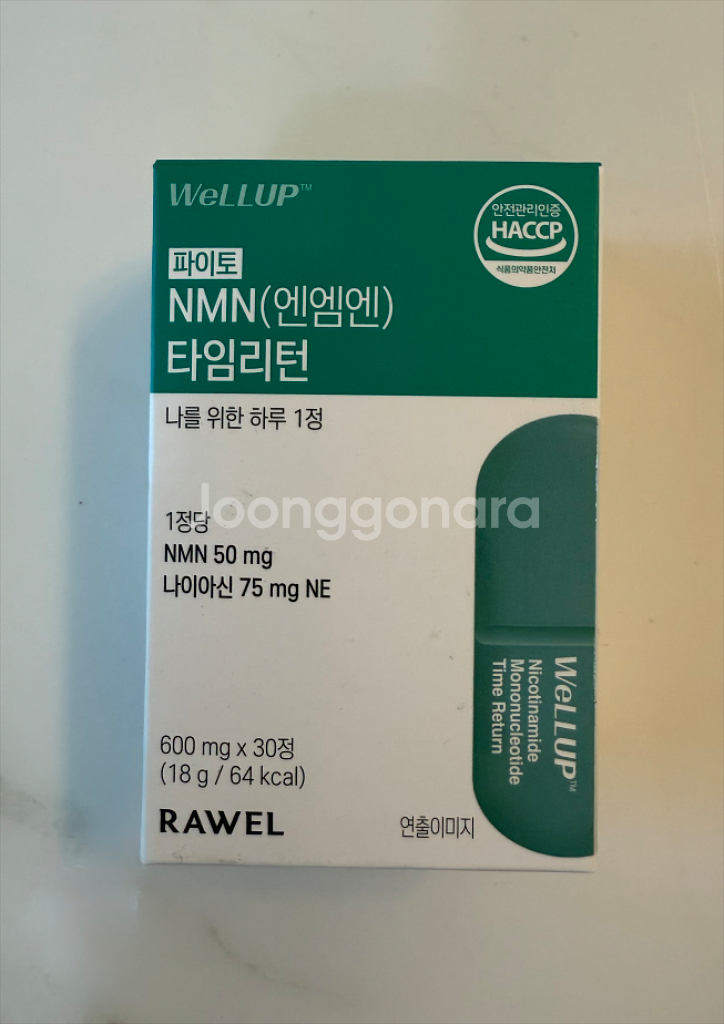 WeLLUP™
안전관리인증
HACCP
식품의약품안전처
파이토
NMN(엔엠엔)
타임리턴
나를 위한 하루 1정
loonggonara
1정당
NMN 50 mg
나이아신 75 mg NE
WeLLUP™
Nicotinamide
Mononucleotide
Time Return
600 mg x 30정
(18 g / 64 kcal)
RAWEL
연출이미지